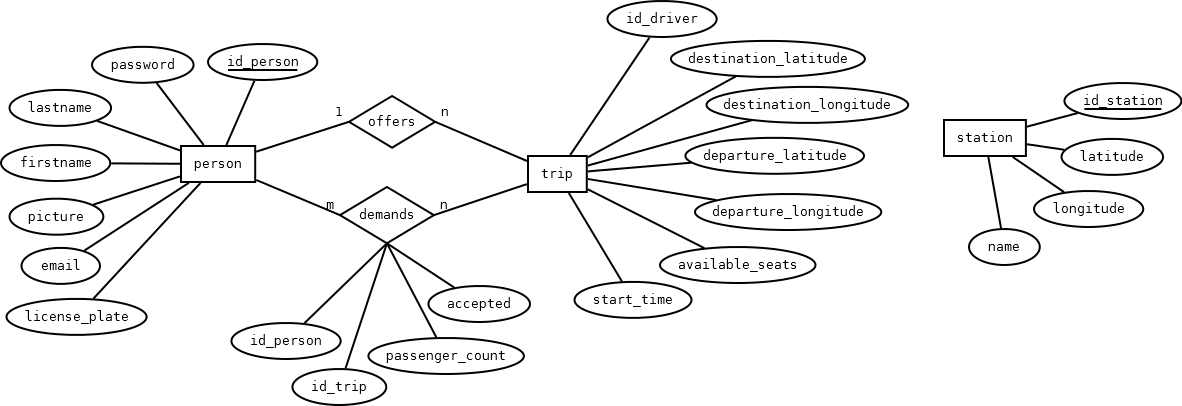 id_driver
password
id_person
destination_latitude
lastname
destination_longitude
id_station
1
n
offers
station
firstname
person
departure_latitude
latitude
trip
picture
m
demands
n
departure_longitude
longitude
email
available_seats
name
license_plate
accepted
start_time
id_person
passenger_count
id_trip